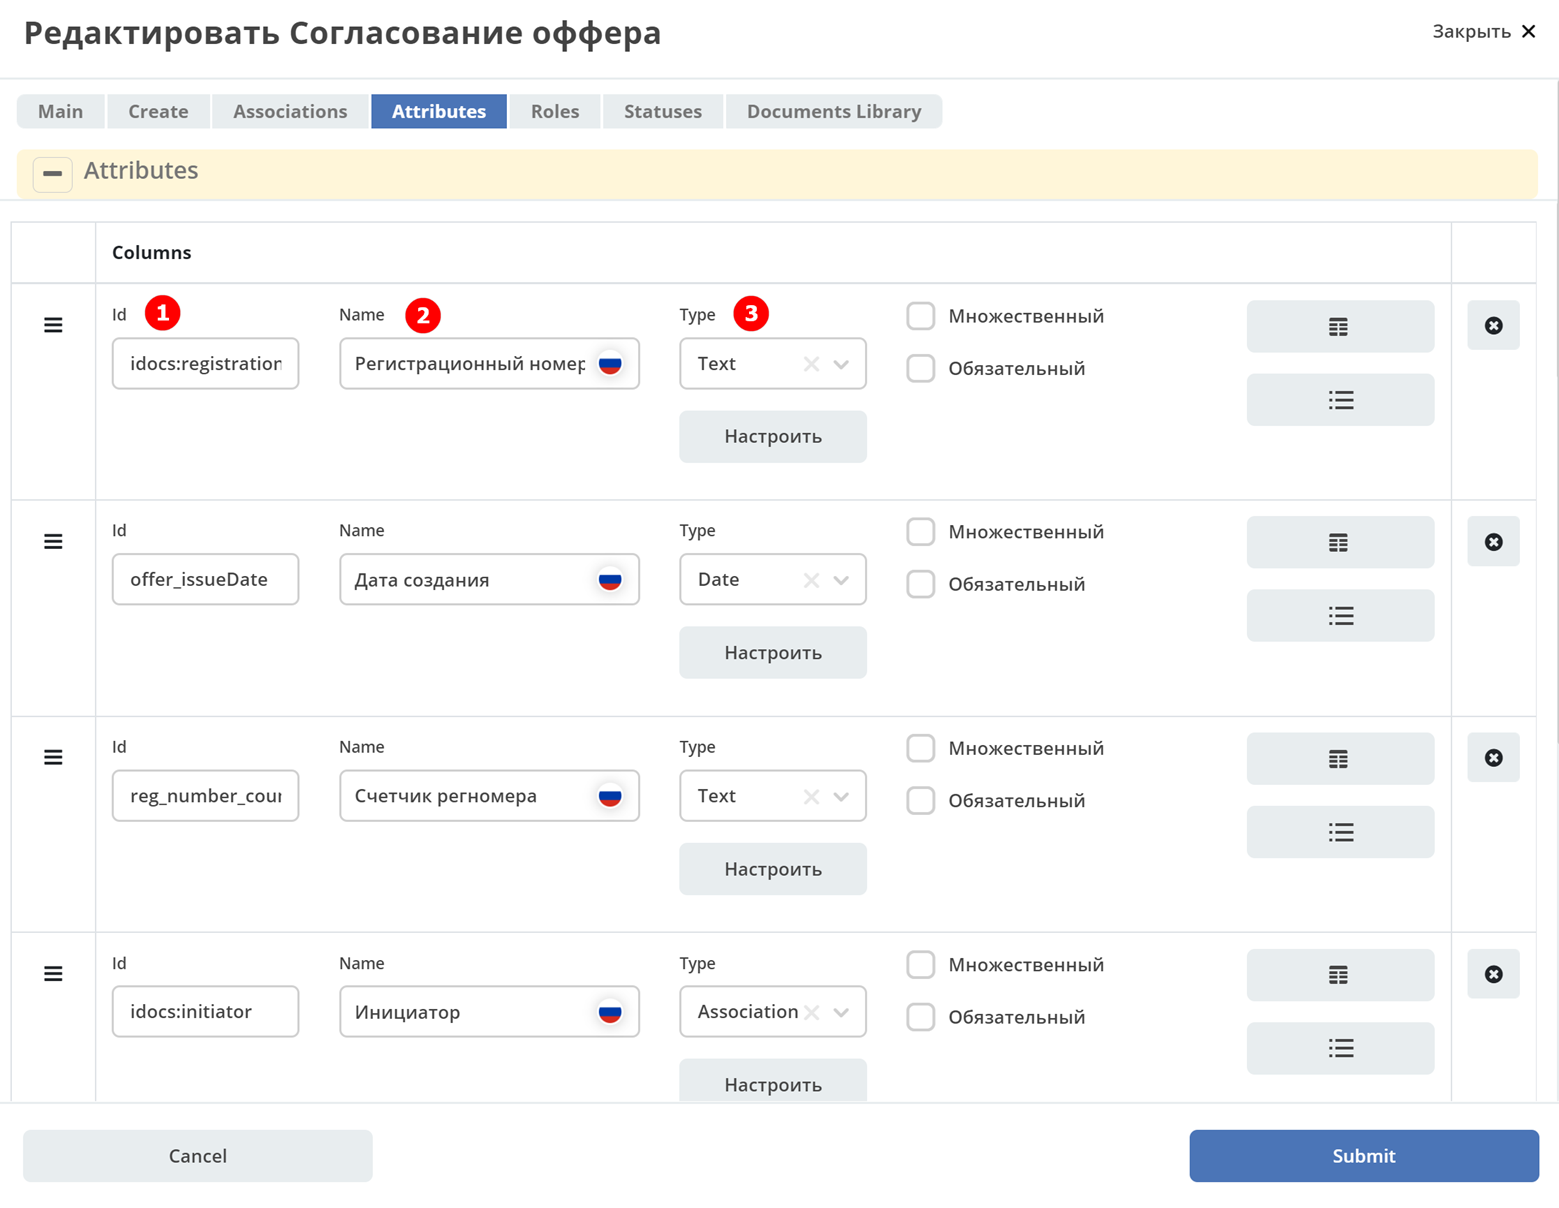 Редактировать Согласование оффера
Закрыть
Main Create Associations Attributes Roles Statuses Documents Library
Attributes
Columns
Id 1 Name 2 Type 3 Множественный
idocs:registration Регистрационный номер Text Обязательный
Настроить
Id Name Type Множественный
offer_issueDate Дата создания Date Обязательный
Настроить
Id Name Type Множественный
reg_number_cour Счетчик регномера Text Обязательный
Настроить
Id Name Type Множественный
idocs:initiator Инициатор Association Обязательный
Настроить
Cancel Submit